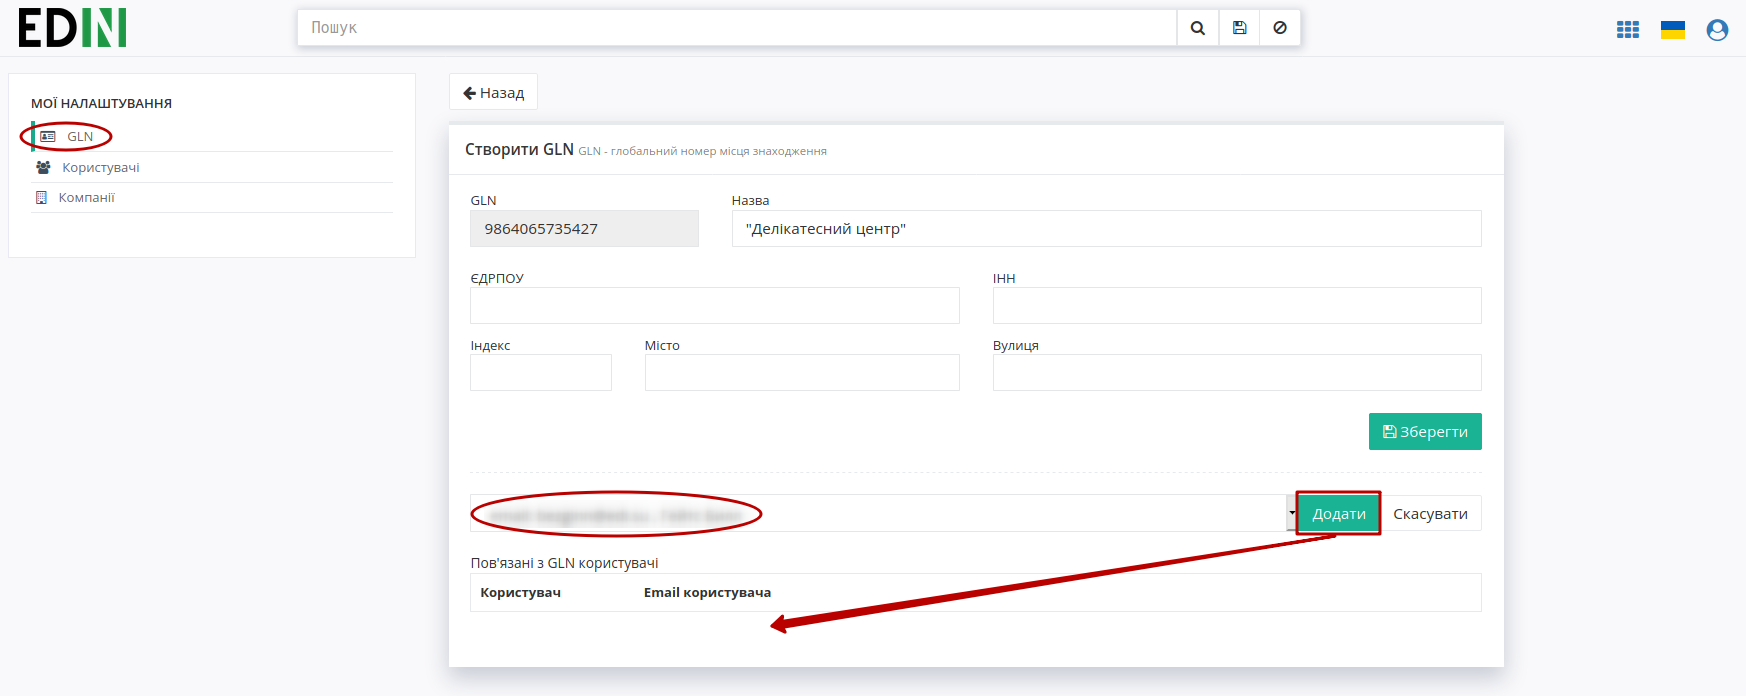 EDIN
Пошук
МОЇ НАЛАШТУВАННЯ
GLN
Користувачі
Компанії
Назад
Створити GLN GLN - глобальний номер місця знаходження
GLN
Назва
9864065735427
"Делікатесний центр"
ЄДРПОУ
ІНН
Індекс
Місто
Вулиця
Зберегти
Додати
Скасувати
Пов'язані з GLN користувачі
Користувач
Email користувача